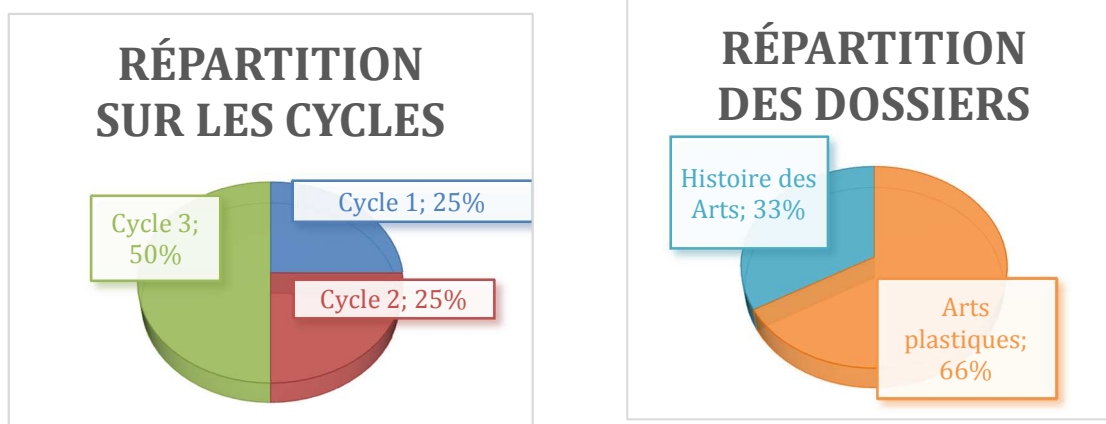 RÉPARTITION
SUR LES CYCLES
Cycle 1; 25%
Cycle 3;
50%
Cycle 2; 25%
RÉPARTITION
DES DOSSIERS
Histoire des
Arts; 33%
Arts
plastiques;
66%